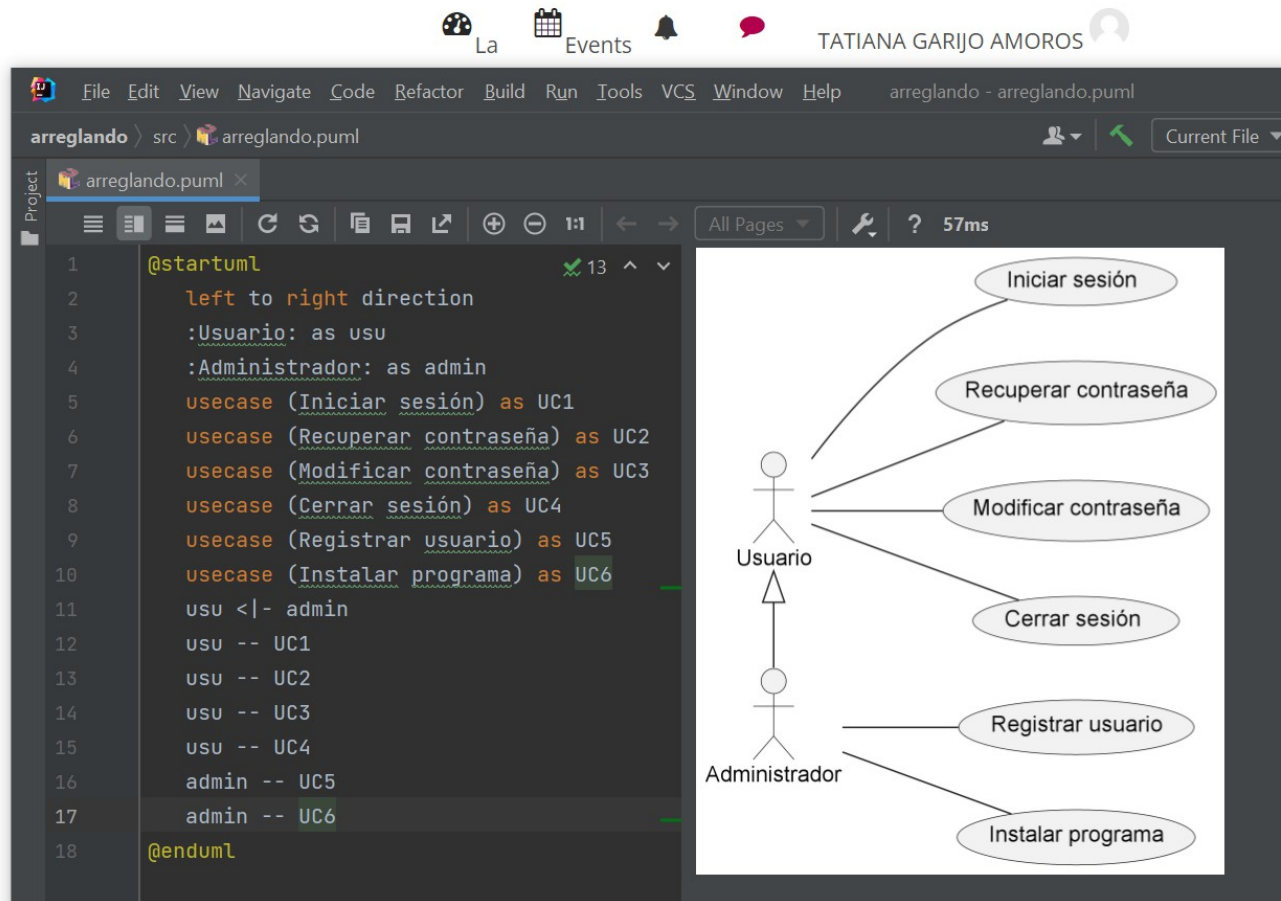 La
Events
TATIANA GARIJO AMOROS
File Edit View Navigate Code Refactor Build Run Tools VCS Window Help arreglando - arreglando.puml
arreglando src arreglando.puml Current File
Project
arreglando.puml
1:1 All Pages ? 57ms
1 @startuml 13
2 left to right direction
3 :Usuario: as usu
4 :Administrador: as admin
5 usecase (Iniciar sesión) as UC1
6 usecase (Recuperar contraseña) as UC2
7 usecase (Modificar contraseña) as UC3
8 usecase (Cerrar sesión) as UC4
9 usecase (Registrar usuario) as UC5
10 usecase (Instalar programa) as UC6
11 usu <|- admin
12 usu -- UC1
13 usu -- UC2
14 usu -- UC3
15 usu -- UC4
16 admin -- UC5
17 admin -- UC6
18 @enduml
Iniciar sesión
Recuperar contraseña
Modificar contraseña
Usuario
Cerrar sesión
Registrar usuario
Administrador
Instalar programa